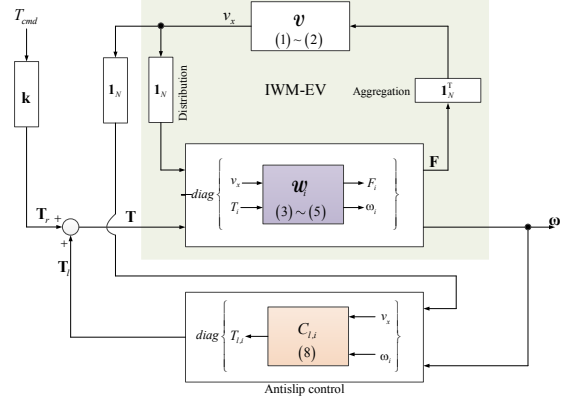 T_cmd
v_x
𝒱
(1) ~ (2)
k
1_N
1_N
Distribution
IWM-EV
Aggregation
1_N^T
F
diag
v_x
T_i
𝒲_i
(3) ~ (5)
F_i
ω_i
T_r
+
+
T
ω
T_l
diag
T_l,i
C_l,i
(8)
v_x
ω_i
Antislip control